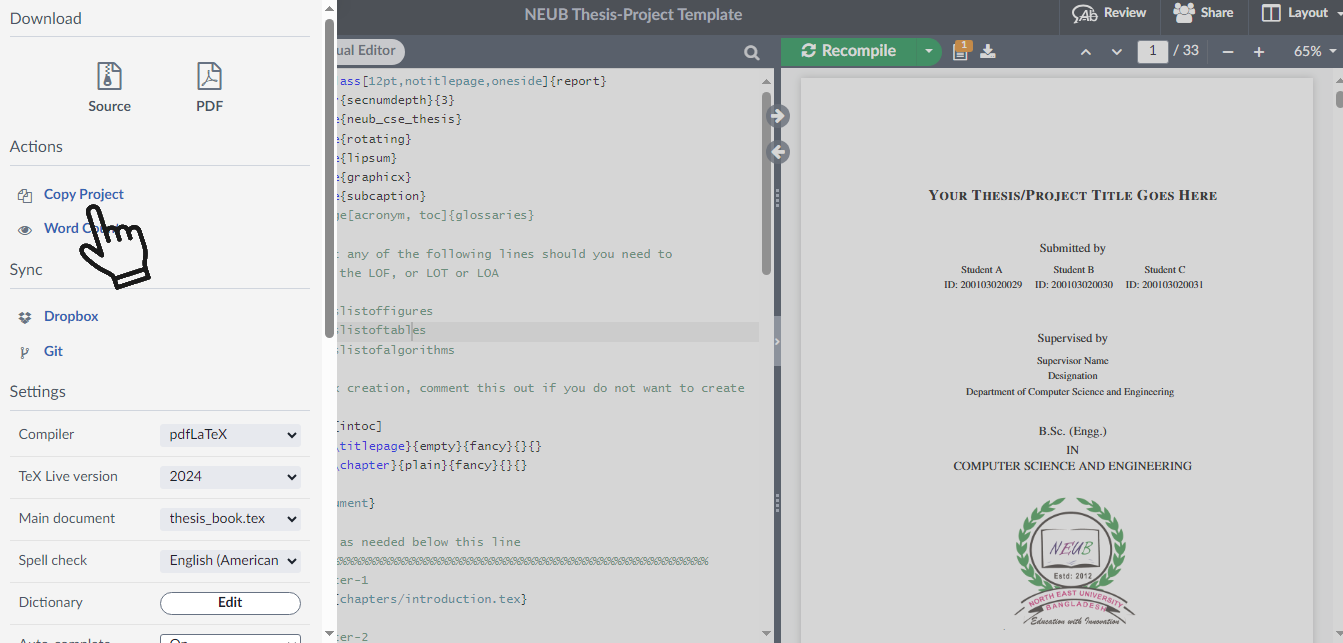 Download
Source
PDF
Actions
Copy Project
Word Co
Sync
Dropbox
Git
Settings
Compiler
pdfLaTeX
TeX Live version
2024
Main document
thesis_book.tex
Spell check
English (American
Dictionary
Edit
NEUB Thesis-Project Template
Review
Share
Layout
ual Editor
ass[12pt,notitlepage,oneside]{report}
r{secnumdepth}{3}
e{neub_cse_thesis}
e{rotating}
e{lipsum}
e{graphicx}
e{subcaption}
ge[acronym, toc]{glossaries}
t any of the following lines should you need to
the LOF, or LOT or LOA
slistoffigures
slistoftables
slistofalgorithms
x creation, comment this out if you do not want to create
[intoc]
\titlepage}{empty}{fancy}{}{}
\chapter}{plain}{fancy}{}{}
ument}
as needed below this line
ter-1
{chapters/introduction.tex}
ter-2
Recompile
1
1 / 33
65%
YOUR THESIS/PROJECT TITLE GOES HERE
Submitted by
Student A Student B Student C
ID: 200103020029 ID: 200103020030 ID: 200103020031
Supervised by
Supervisor Name
Designation
Department of Computer Science and Engineering
B.Sc. (Engg.)
IN
COMPUTER SCIENCE AND ENGINEERING
NEUB
Estd: 2012
NORTH EAST UNIVERSITY
BANGLADESH
Education with Innovation